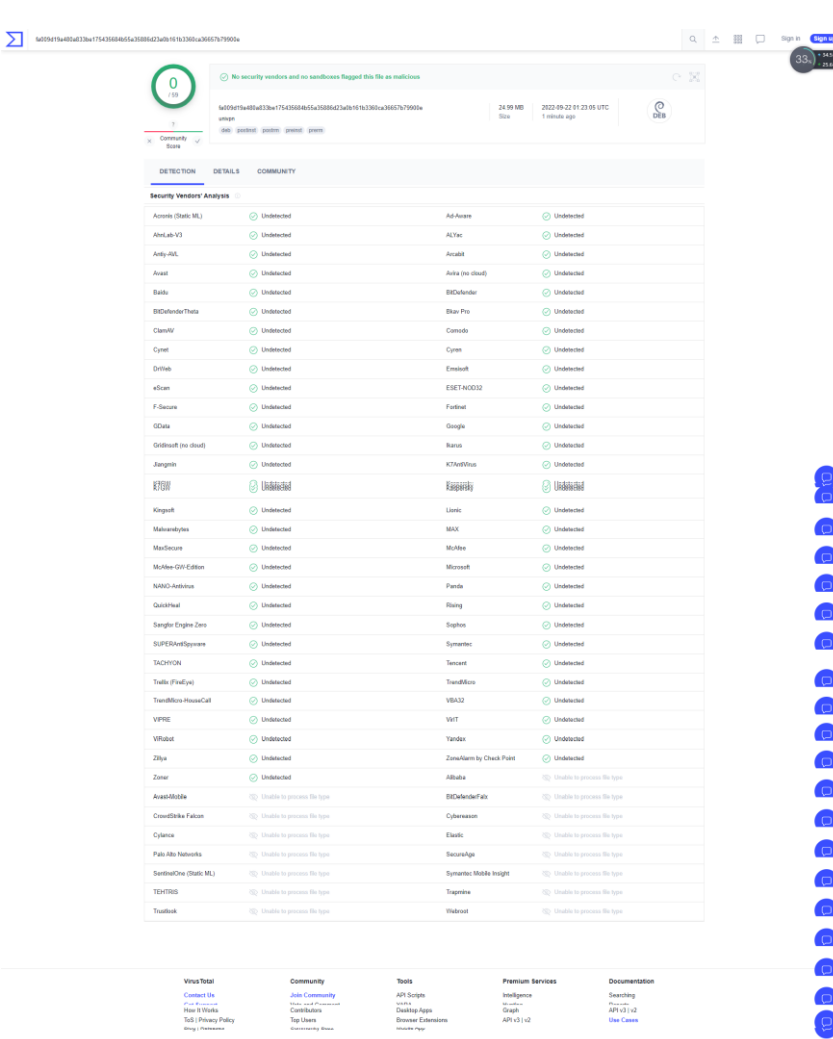 Sign in Sign u
33%
0
/ 59
No security vendors and no sandboxes flagged this file as malicious
unxpn
24.99 MB
Size
2022-09-22 01:23:05 UTC
1 minute ago
DEB
deb postinst postrm preinst prerm
?
Community
Score
DETECTION DETAILS COMMUNITY
Security Vendors' Analysis
Acronis (Static ML) Undetected Ad-Aware Undetected
AhnLab-V3 Undetected ALYac Undetected
Antiy-AVL Undetected Arcabit Undetected
Avast Undetected Avira (no cloud) Undetected
Baidu Undetected BitDefender Undetected
BitDefenderTheta Undetected Bkav Pro Undetected
ClamAV Undetected Comodo Undetected
Cynet Undetected Cyren Undetected
DrWeb Undetected Emsisoft Undetected
eScan Undetected ESET-NOD32 Undetected
F-Secure Undetected Fortinet Undetected
GData Undetected Google Undetected
Gridinsoft (no cloud) Undetected Ikarus Undetected
Jiangmin Undetected K7AntiVirus Undetected
K7GW Undetected Kaspersky Undetected
Kingsoft Undetected Lionic Undetected
Malwarebytes Undetected MAX Undetected
MaxSecure Undetected McAfee Undetected
McAfee-GW-Edition Undetected Microsoft Undetected
NANO-Antivirus Undetected Panda Undetected
QuickHeal Undetected Rising Undetected
Sangfor Engine Zero Undetected Sophos Undetected
SUPERAntiSpyware Undetected Symantec Undetected
TACHYON Undetected Tencent Undetected
Trellix (FireEye) Undetected TrendMicro Undetected
TrendMicro-HouseCall Undetected VBA32 Undetected
VIPRE Undetected VirIT Undetected
ViRobot Undetected Yandex Undetected
Zillya Undetected ZoneAlarm by Check Point Undetected
Zoner Undetected Alibaba Unable to process file type
Avast-Mobile Unable to process file type BitDefenderFalx Unable to process file type
CrowdStrike Falcon Unable to process file type Cybereason Unable to process file type
Cylance Unable to process file type Elastic Unable to process file type
Palo Alto Networks Unable to process file type SecureAge Unable to process file type
SentinelOne (Static ML) Unable to process file type Symantec Mobile Insight Unable to process file type
TEHTRIS Unable to process file type Trapmine Unable to process file type
Trustlook Unable to process file type Webroot Unable to process file type
VirusTotal Community Tools Premium Services Documentation
Contact Us Join Community API Scripts Intelligence Searching
How It Works Contributors Desktop Apps Graph API v3 | v2
ToS | Privacy Policy Top Users Browser Extensions API v3 | v2 Use Cases